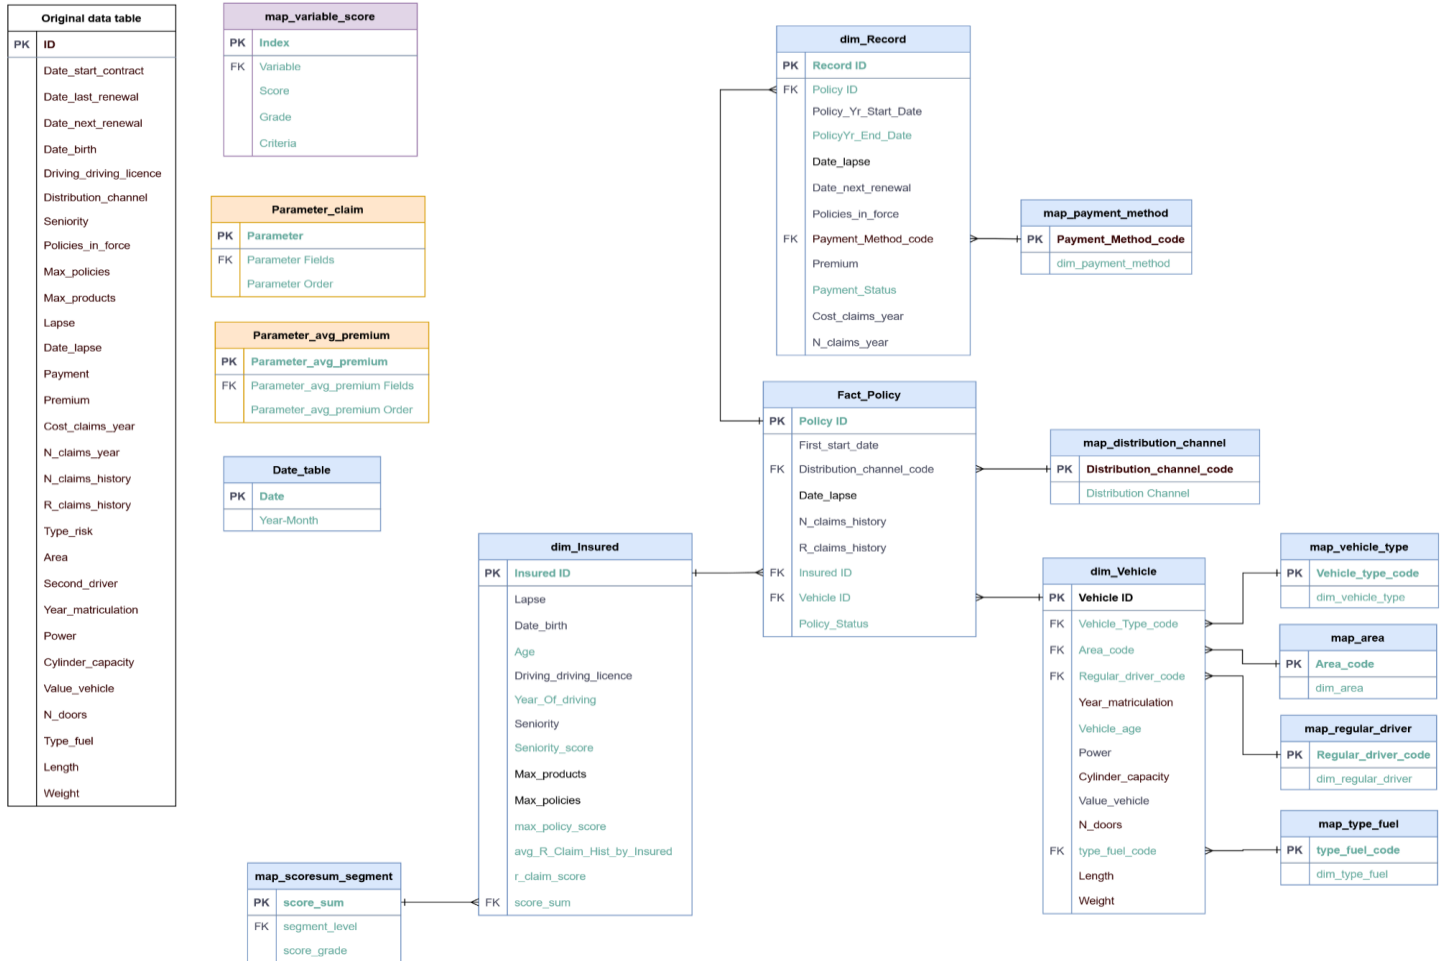 Original data table
PK ID
Date_start_contract
Date_last_renewal
Date_next_renewal
Date_birth
Driving_driving_licence
Distribution_channel
Seniority
Policies_in_force
Max_policies
Max_products
Lapse
Date_lapse
Payment
Premium
Cost_claims_year
N_claims_year
N_claims_history
R_claims_history
Type_risk
Area
Second_driver
Year_matriculation
Power
Cylinder_capacity
Value_vehicle
N_doors
Type_fuel
Length
Weight
map_variable_score
PK Index
FK Variable
Score
Grade
Criteria
Parameter_claim
PK Parameter
FK Parameter Fields
Parameter Order
Parameter_avg_premium
PK Parameter_avg_premium
FK Parameter_avg_premium Fields
Parameter_avg_premium Order
Date_table
PK Date
Year-Month
map_scoresum_segment
PK score_sum
FK segment_level
score_grade
dim_Insured
PK Insured ID
Lapse
Date_birth
Age
Driving_driving_licence
Year_Of_driving
Seniority
Seniority_score
Max_products
Max_policies
max_policy_score
avg_R_Claim_Hist_by_Insured
r_claim_score
FK score_sum
dim_Record
PK Record ID
FK Policy ID
Policy_Yr_Start_Date
PolicyYr_End_Date
Date_lapse
Date_next_renewal
Policies_in_force
FK Payment_Method_code
Premium
Payment_Status
Cost_claims_year
N_claims_year
map_payment_method
PK Payment_Method_code
dim_payment_method
Fact_Policy
PK Policy ID
First_start_date
FK Distribution_channel_code
Date_lapse
N_claims_history
R_claims_history
FK Insured ID
FK Vehicle ID
Policy_Status
map_distribution_channel
PK Distribution_channel_code
Distribution Channel
dim_Vehicle
PK Vehicle ID
FK Vehicle_Type_code
FK Area_code
FK Regular_driver_code
Year_matriculation
Vehicle_age
Power
Cylinder_capacity
Value_vehicle
N_doors
FK type_fuel_code
Length
Weight
map_vehicle_type
PK Vehicle_type_code
dim_vehicle_type
map_area
PK Area_code
dim_area
map_regular_driver
PK Regular_driver_code
dim_regular_driver
map_type_fuel
PK type_fuel_code
dim_type_fuel